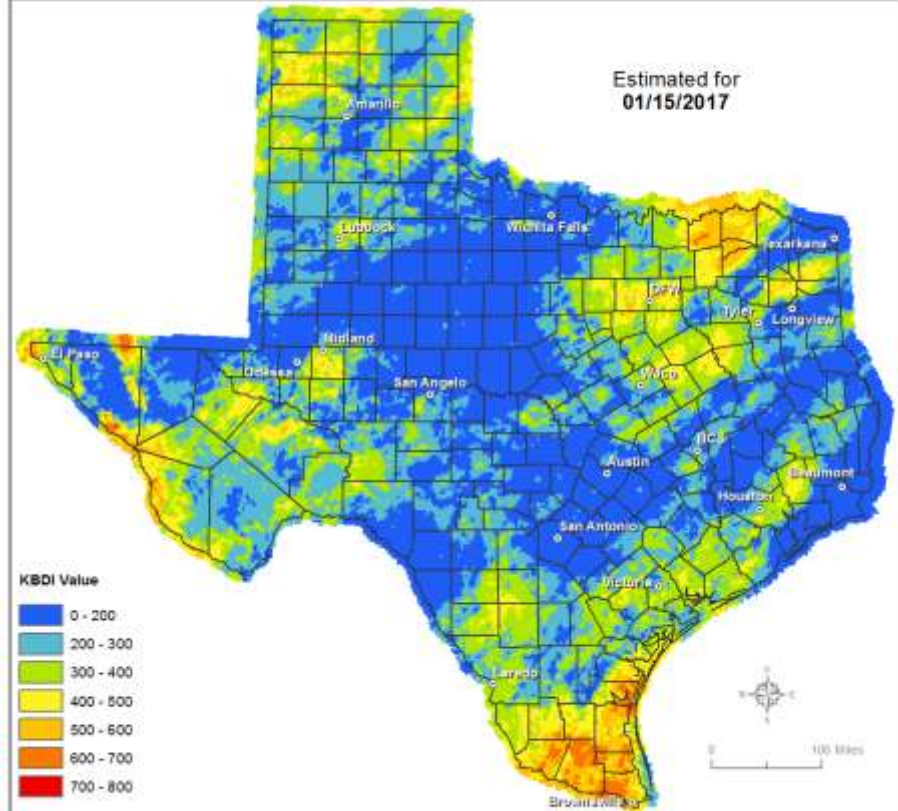 Estimated for
01/15/2017
Amarillo
Lubbock
Wichita Falls
Texarkana
DFW
Tyler
Longview
El Paso
Midland
Odessa
San Angelo
Waco
BCS
Austin
Beaumont
Houston
San Antonio
Victoria
Laredo
Brownsville
KBDI Value
0 - 200
200 - 300
300 - 400
400 - 500
500 - 600
600 - 700
700 - 800
N
W E
S
0 100 Miles